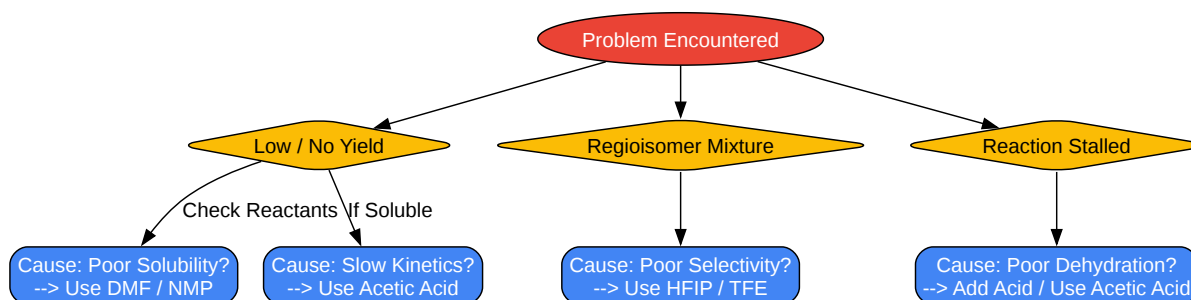 Problem Encountered
Low / No Yield
Regioisomer Mixture
Reaction Stalled
Check Reactants
If Soluble
Cause: Poor Solubility?
--> Use DMF / NMP
Cause: Slow Kinetics?
--> Use Acetic Acid
Cause: Poor Selectivity?
--> Use HFIP / TFE
Cause: Poor Dehydration?
--> Add Acid / Use Acetic Acid